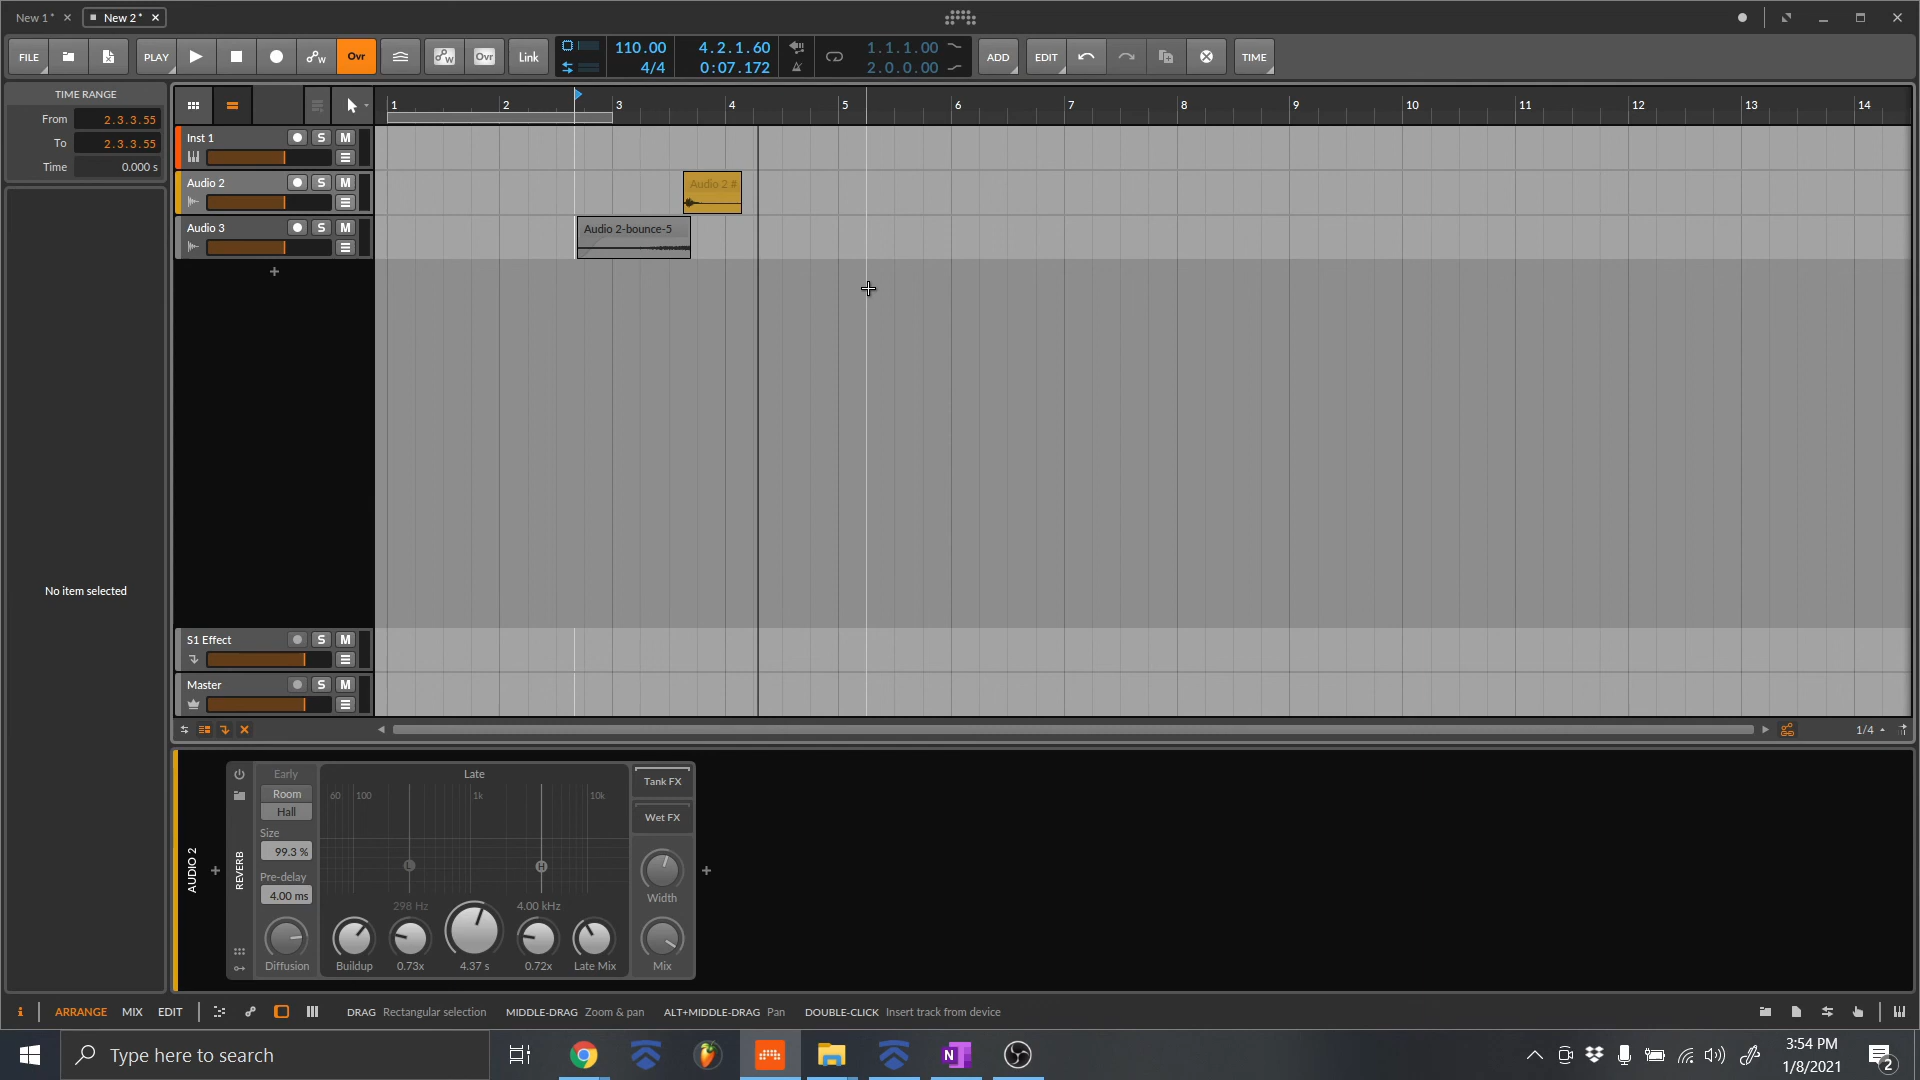 New 1 *
New 2 *
FILE
PLAY
Ovr
Ovr
Link
110.00
4/4
4.2.1.60
0:07.172
1.1.1.00
2.0.0.00
ADD
EDIT
TIME
TIME RANGE
From 2.3.3.55
To 2.3.3.55
Time 0.000 s
No item selected
1 2 3 4 5 6 7 8 9 10 11 12 13 14
Inst 1 S M
Audio 2 S M
Audio 2 #
Audio 3 S M
Audio 2-bounce-5
S1 Effect S M
Master S M
1/4
AUDIO 2
REVERB
Early
Room
Hall
Size
99.3 %
Pre-delay
4.00 ms
Diffusion
Late
60 100 1k 10k
L
H
298 Hz
4.00 kHz
Buildup
0.73x
4.37 s
0.72x
Late Mix
Tank FX
Wet FX
Width
Mix
i ARRANGE MIX EDIT
DRAG Rectangular selection MIDDLE-DRAG Zoom & pan ALT+MIDDLE-DRAG Pan DOUBLE-CLICK Insert track from device
Type here to search
N
3:54 PM
1/8/2021
2